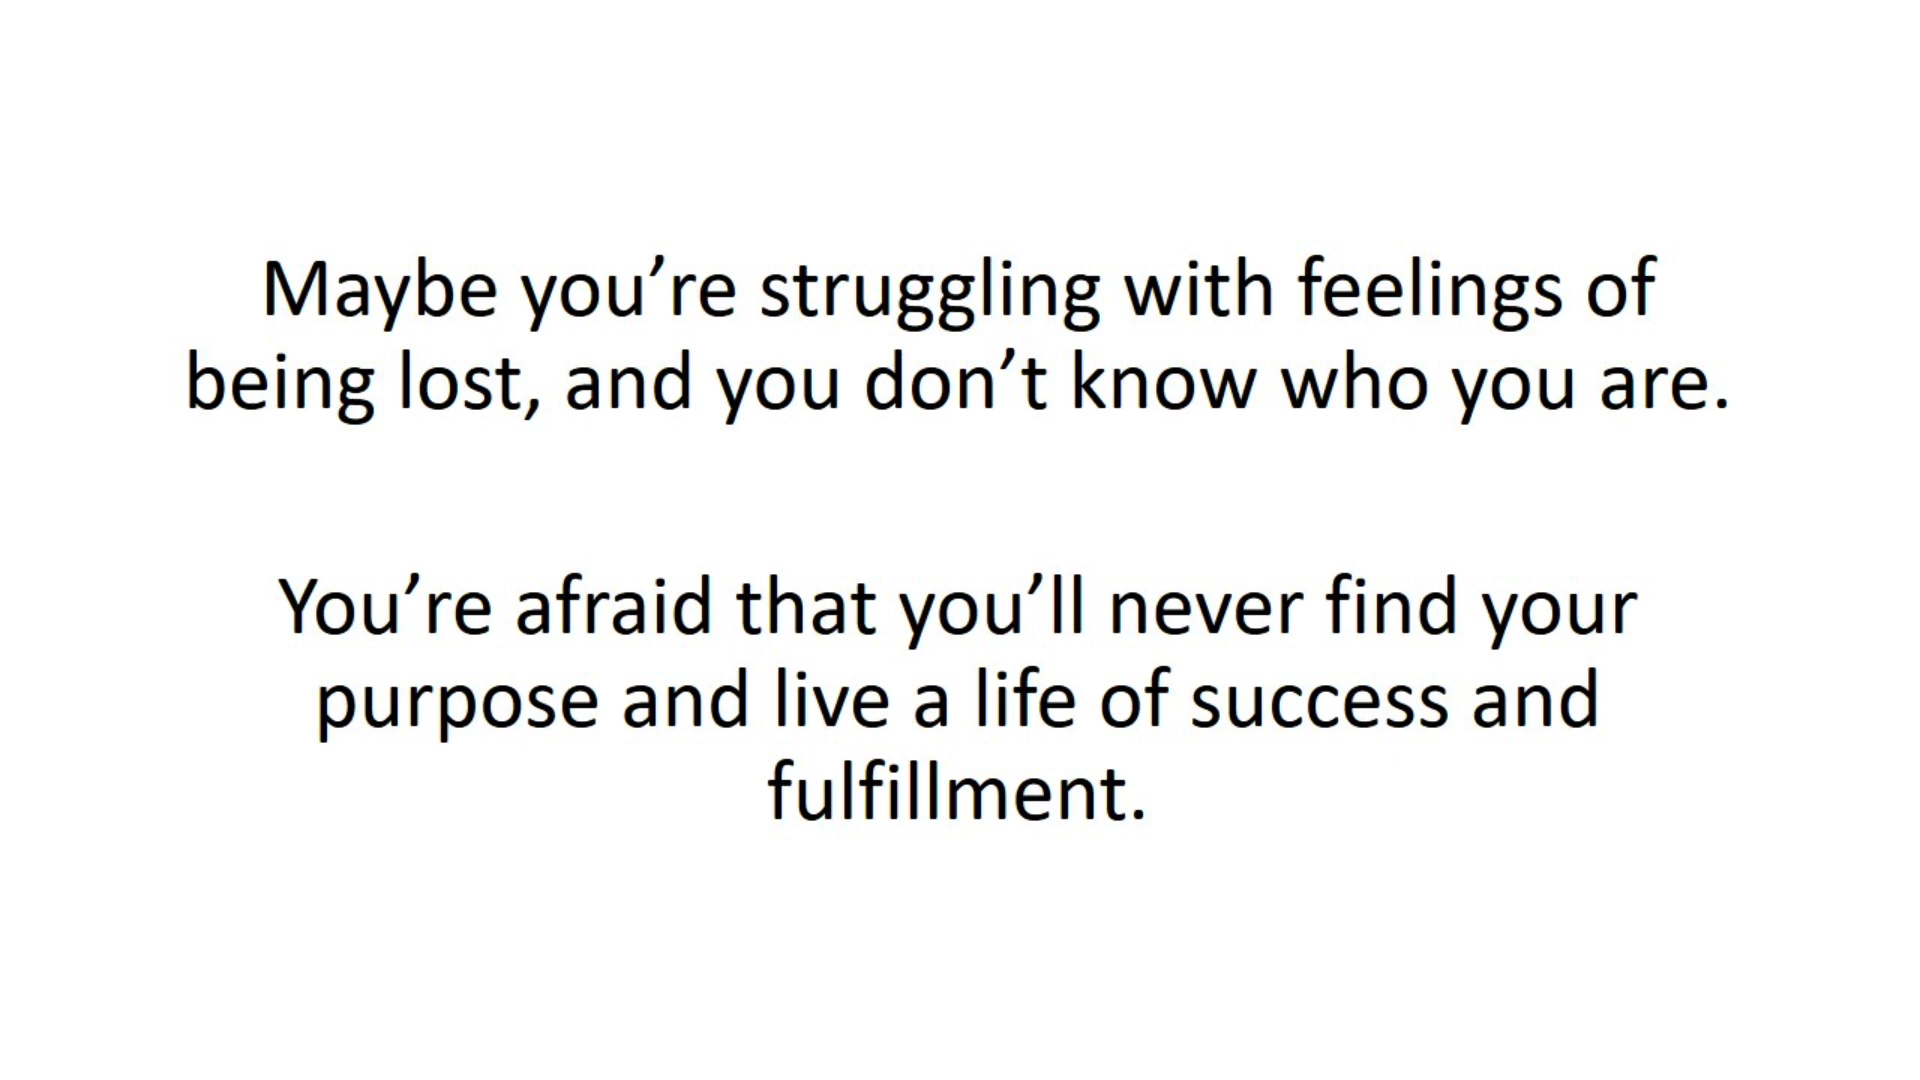 Maybe you’re struggling with feelings of
being lost, and you don’t know who you are.
You’re afraid that you’ll never find your
purpose and live a life of success and
fulfillment.